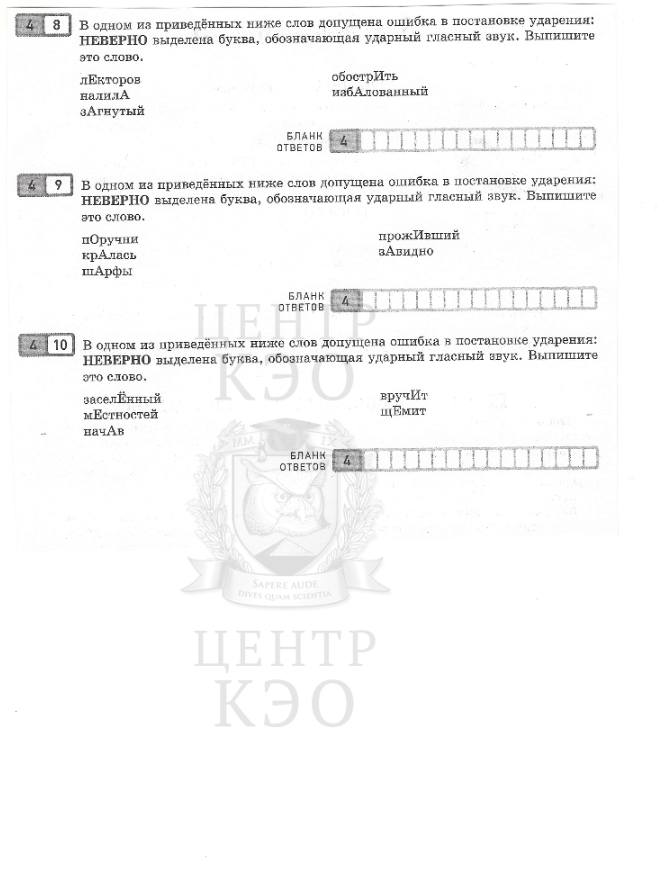 4 8 В одном из приведённых ниже слов допущена ошибка в постановке ударения:
НЕВЕРНО выделена буква, обозначающая ударный гласный звук. Выпишите
это слово.
лЕкторов обострИть
налилА избАлованный
зАгнутый
БЛАНК
ОТВЕТОВ 4
4 9 В одном из приведённых ниже слов допущена ошибка в постановке ударения:
НЕВЕРНО выделена буква, обозначающая ударный гласный звук. Выпишите
это слово.
пОручни прожИвший
крАлась зАвидно
шАрфы
БЛАНК
ОТВЕТОВ 4
ЦЕНТР
КЭО
4 10 В одном из приведённых ниже слов допущена ошибка в постановке ударения:
НЕВЕРНО выделена буква, обозначающая ударный гласный звук. Выпишите
это слово.
заселЁнный вручИт
мЕстностей щЕмит
начАв
БЛАНК
ОТВЕТОВ 4
MM IX
SAPERE AUDE
DIVES QUAM SCIENTIA
ЦЕНТР
КЭО